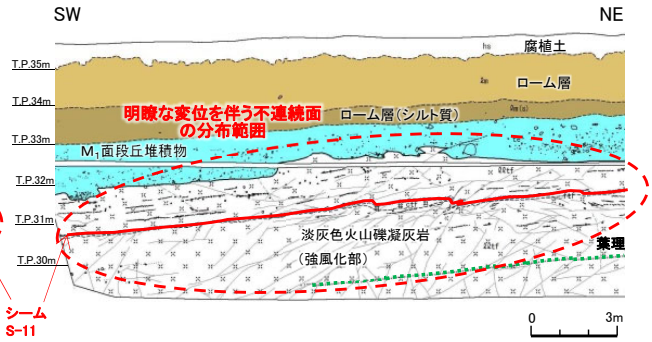 SW
NE
hs
腐植土
T.P.35m
ローム層
T.P.34m
明瞭な変位を伴う不連続面
の分布範囲
ローム層(シルト質)
T.P.33m
M₁面段丘堆積物
T.P.32m
T.P.31m
淡灰色火山礫凝灰岩
(強風化部)
葉理
T.P.30m
シーム
S-11
0
3m